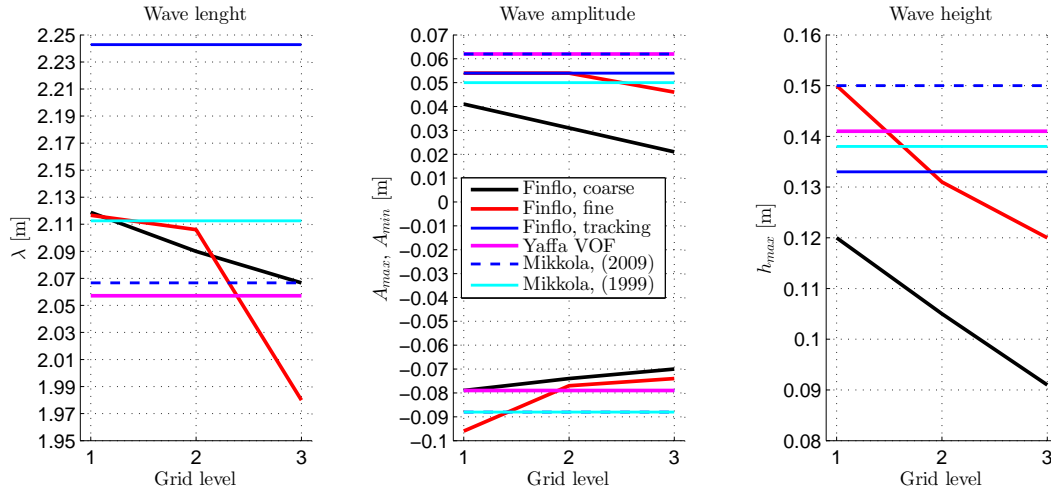 Wave lenght
2.25
2.23
2.21
2.19
2.17
2.15
2.13
2.11
2.09
2.07
2.05
2.03
2.01
1.99
1.97
1.95
λ [m]
1 2 3
Grid level
Wave amplitude
0.07
0.06
0.05
0.04
0.03
0.02
0.01
0
−0.01
−0.02
−0.03
−0.04
−0.05
−0.06
−0.07
−0.08
−0.09
−0.1
A_max, A_min [m]
Finflo, coarse
Finflo, fine
Finflo, tracking
Yaffa VOF
Mikkola, (2009)
Mikkola, (1999)
1 2 3
Grid level
Wave height
0.16
0.15
0.14
0.13
0.12
0.11
0.1
0.09
0.08
h_max [m]
1 2 3
Grid level